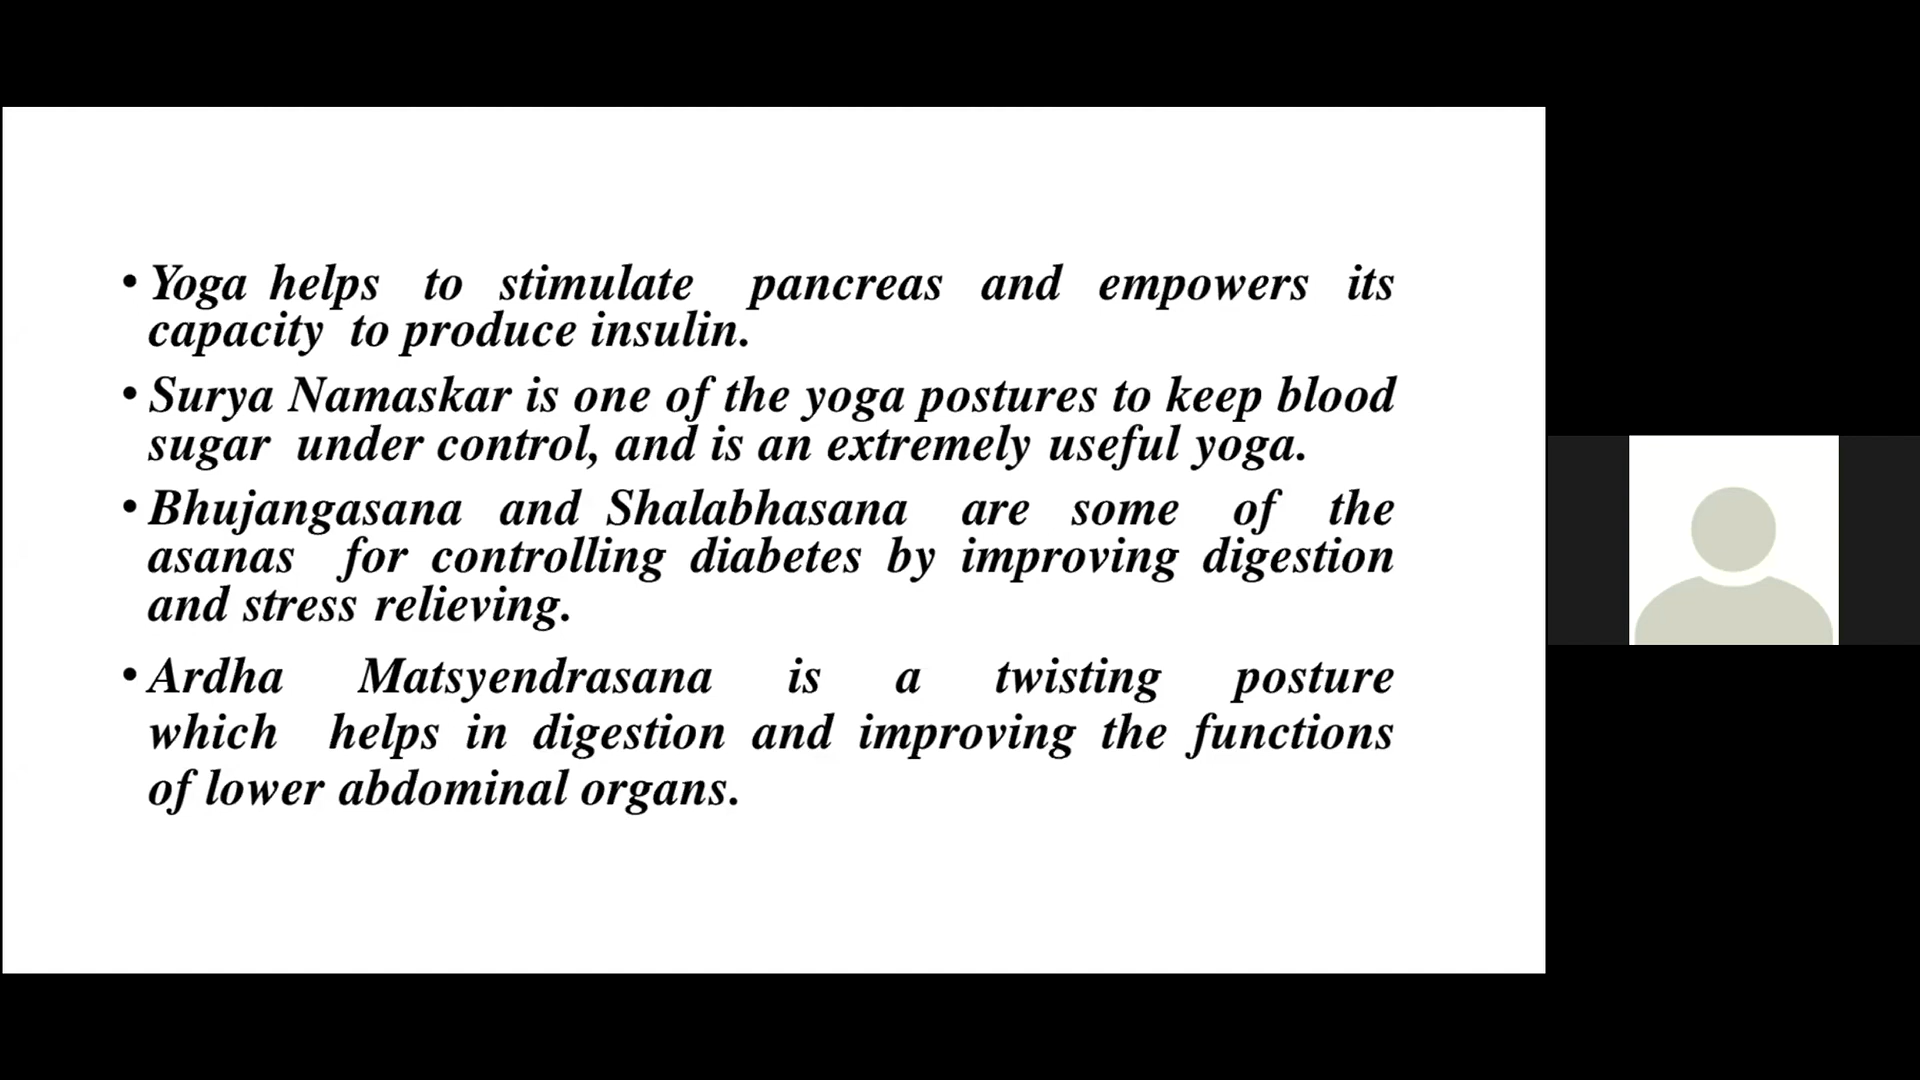 • Yoga helps to stimulate pancreas and empowers its
capacity to produce insulin.
• Surya Namaskar is one of the yoga postures to keep blood
sugar under control, and is an extremely useful yoga.
• Bhujangasana and Shalabhasana are some of the
asanas for controlling diabetes by improving digestion
and stress relieving.
• Ardha Matsyendrasana is a twisting posture
which helps in digestion and improving the functions
of lower abdominal organs.